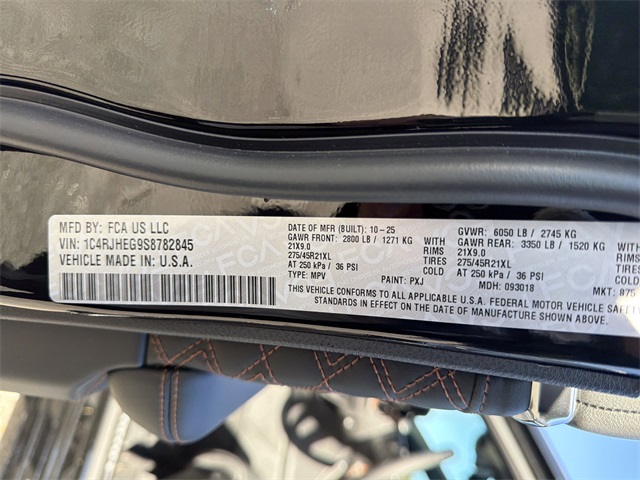 MFD BY: FCA US LLC
VIN: 1C4RJHEG9S8782845
VEHICLE MADE IN: U.S.A.
DATE OF MFR (BUILT): 10-25
GAWR FRONT: 2800 LB / 1271 KG WITH
21X9.0 RIMS
275/45R21XL TIRES
AT 250 kPa / 36 PSI COLD
TYPE: MPV PAINT: PXJ
GVWR: 6050 LB / 2745 KG
GAWR REAR: 3350 LB / 1520 KG WITH
21X9.0
275/45R21XL
AT 250 kPa / 36 PSI
MDH: 093018
MKT: 875
THIS VEHICLE CONFORMS TO ALL APPLICABLE U.S.A. FEDERAL MOTOR VEHICLE SAFETY
STANDARDS IN EFFECT ON THE DATE OF MANUFACTURE SHOWN ABOVE.